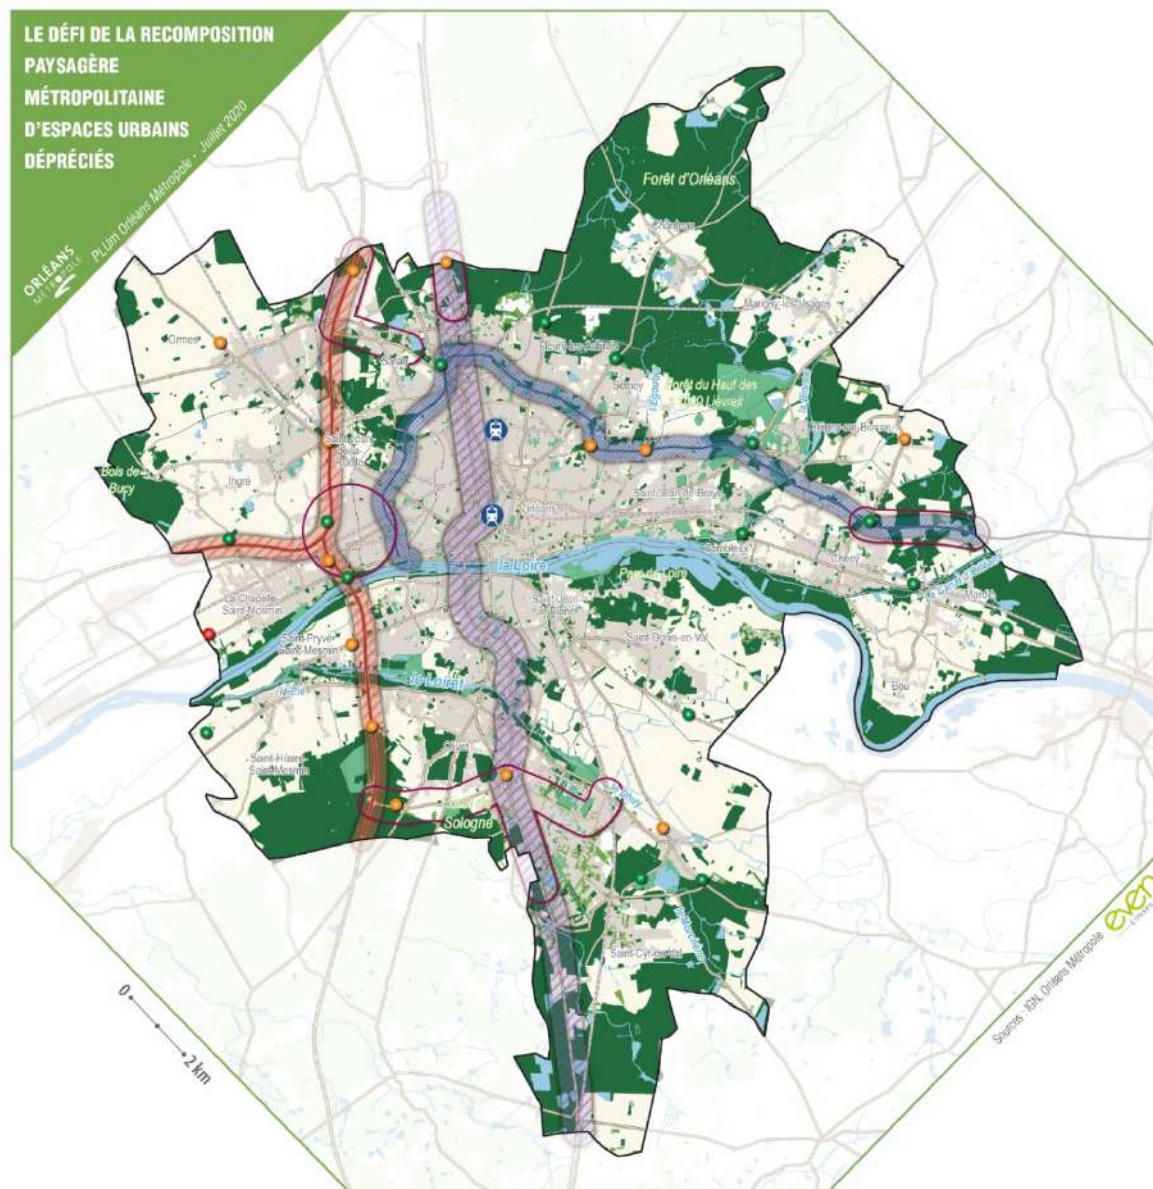 LE DÉFI DE LA RECOMPOSITION
PAYSAGÈRE
MÉTROPOLITAINE
D'ESPACES URBAINS
DÉPRÉCIÉS
PLUm Orléans Métropole - Juillet 2020
ORLÉANS
MÉTROPOLE
Forêt d'Orléans
Marigny-les-Usages
Ormes
Fleury-les-Aubrais
Semoy
l'Egoutier
Forêt du Haut des
Lièvres
Bois de
Bucy
Ingré
Saint-Jean-de-Braye
Orléans
Combleux
Chécy
la Loire
Parc de Loire
La Chapelle
Saint-Mesmin
Saint-Jean
le Blanc
Saint-Denis-en-Val
Mardié
Saint-Pryvé
Saint-Mesmin
le Loiret
Bou
Saint-Hilaire
Saint-Mesmin
Olivet
Sologne
Saint-Cyr-en-Val
0
2 km
Sources - IGN, Orléans Métropole
even
CONSEIL